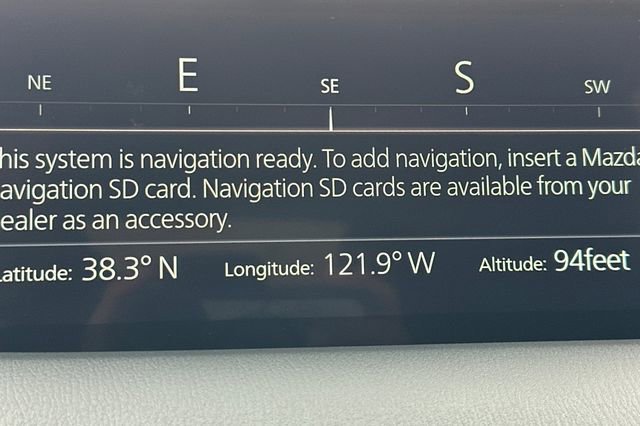 NE E SE S SW
his system is navigation ready. To add navigation, insert a Mazda
avigation SD card. Navigation SD cards are available from your
ealer as an accessory.
atitude: 38.3° N Longitude: 121.9° W Altitude: 94feet